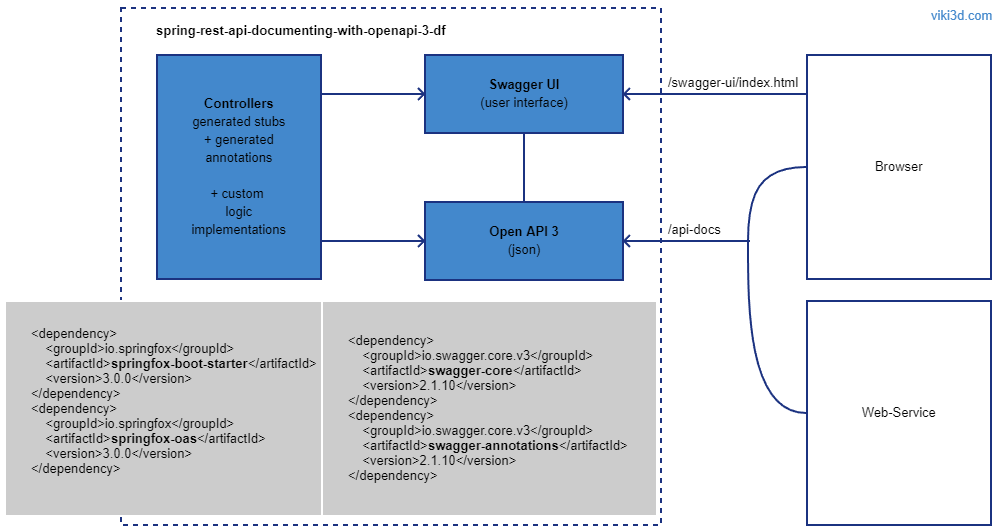 viki3d.com
spring-rest-api-documenting-with-openapi-3-df
Controllers
generated stubs
+ generated
annotations
+ custom
logic
implementations
Swagger UI
(user interface)
/swagger-ui/index.html
Browser
Open API 3
(json)
/api-docs
<dependency>
<groupId>io.springfox</groupId>
<artifactId>springfox-boot-starter</artifactId>
<version>3.0.0</version>
</dependency>
<dependency>
<groupId>io.springfox</groupId>
<artifactId>springfox-oas</artifactId>
<version>3.0.0</version>
</dependency>
<dependency>
<groupId>io.swagger.core.v3</groupId>
<artifactId>swagger-core</artifactId>
<version>2.1.10</version>
</dependency>
<dependency>
<groupId>io.swagger.core.v3</groupId>
<artifactId>swagger-annotations</artifactId>
<version>2.1.10</version>
</dependency>
Web-Service